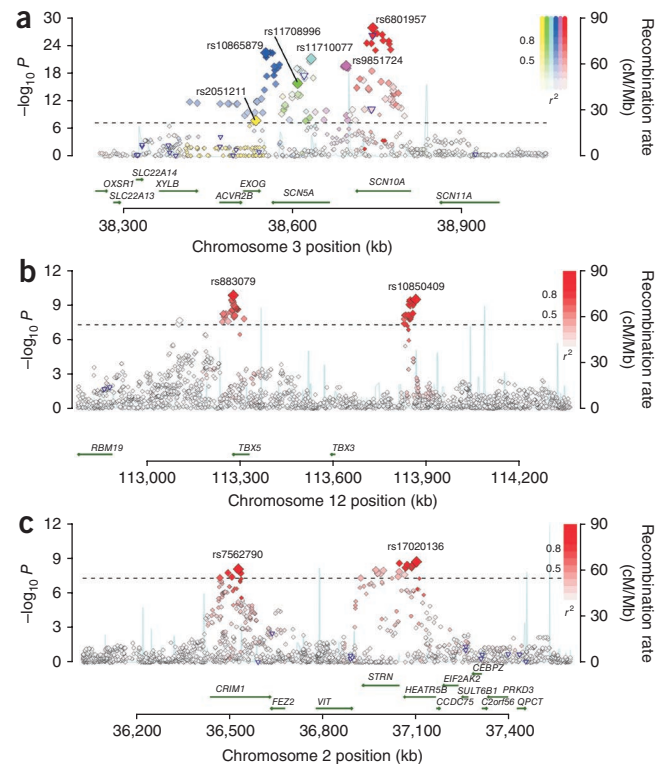 a
30
24
18
12
6
0
–log10 P
rs6801957
rs11708996
rs10865879
rs11710077
rs9851724
rs2051211
0.8
0.5
r2
90
60
30
0
Recombination rate
(cM/Mb)
SLC22A14
OXSR1
XYLB
EXOG
SCN10A
SLC22A13
ACVR2B
SCN5A
SCN11A
38,300 38,600 38,900
Chromosome 3 position (kb)
b
12
9
6
3
0
–log10 P
rs883079
rs10850409
0.8
0.5
r2
90
60
30
0
Recombination rate
(cM/Mb)
RBM19 TBX5 TBX3
113,000 113,300 113,600 113,900 114,200
Chromosome 12 position (kb)
c
12
9
6
3
0
–log10 P
rs7562790
rs17020136
0.8
0.5
r2
90
60
30
0
Recombination rate
(cM/Mb)
CEBPZ
STRN EIF2AK2
CRIM1 HEATR5B SULT6B1 PRKD3
FEZ2 VIT CCDC75 C2orf56 QPCT
36,200 36,500 36,800 37,100 37,400
Chromosome 2 position (kb)